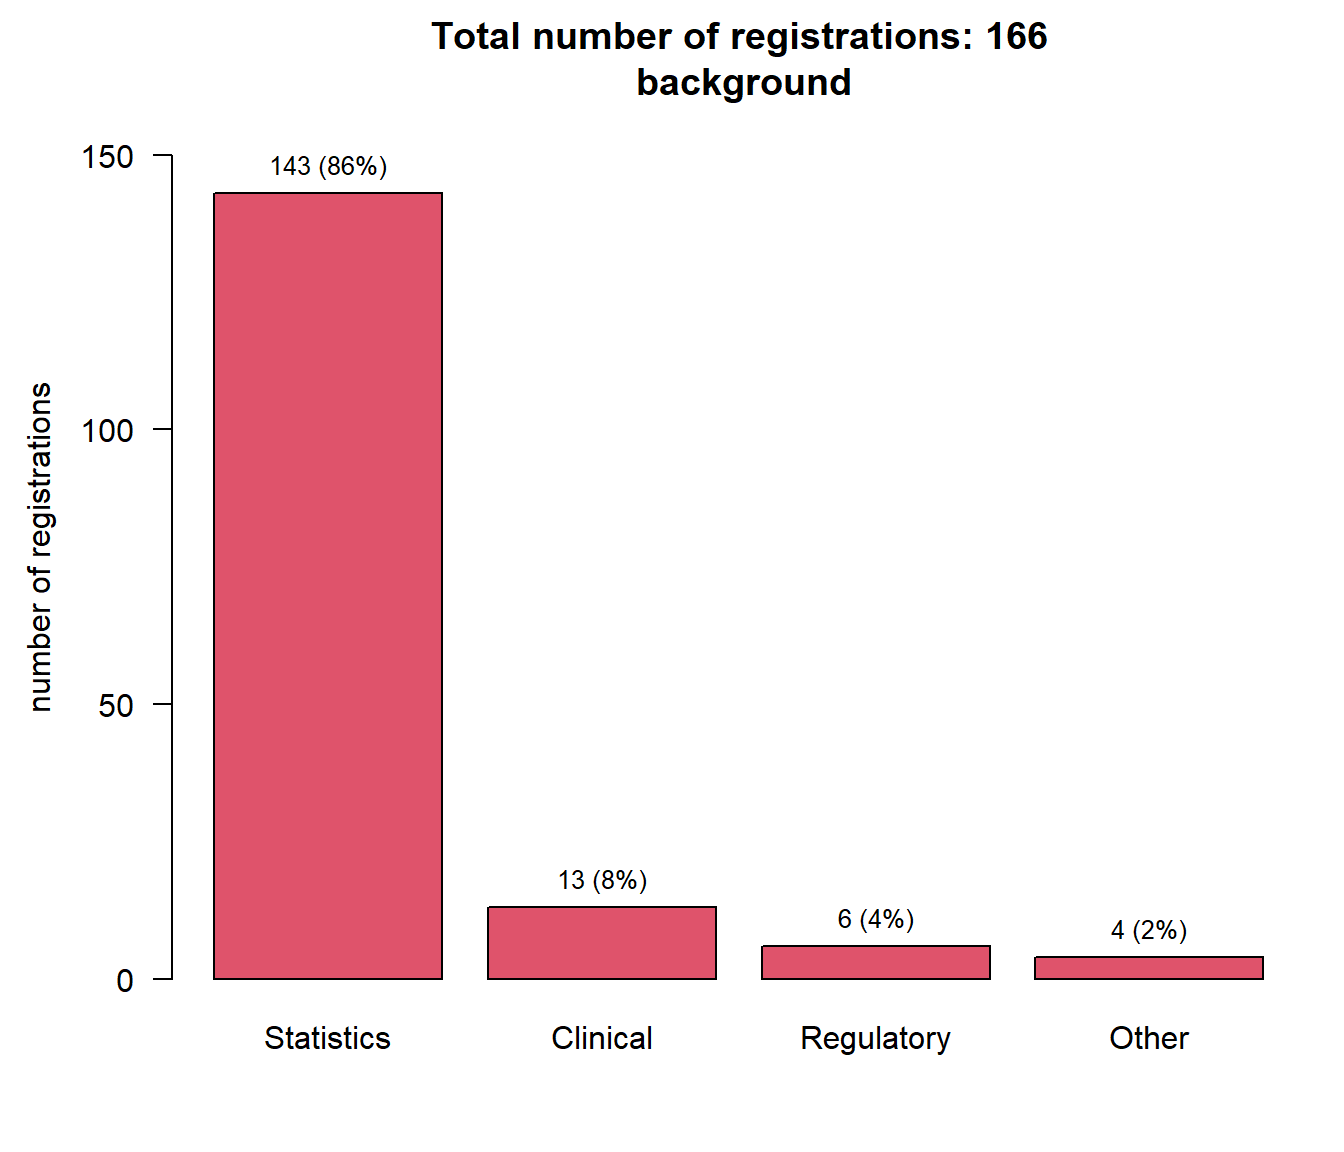 Total number of registrations: 166
background
number of registrations
150
100
50
0
143 (86%)
13 (8%)
6 (4%)
4 (2%)
Statistics
Clinical
Regulatory
Other